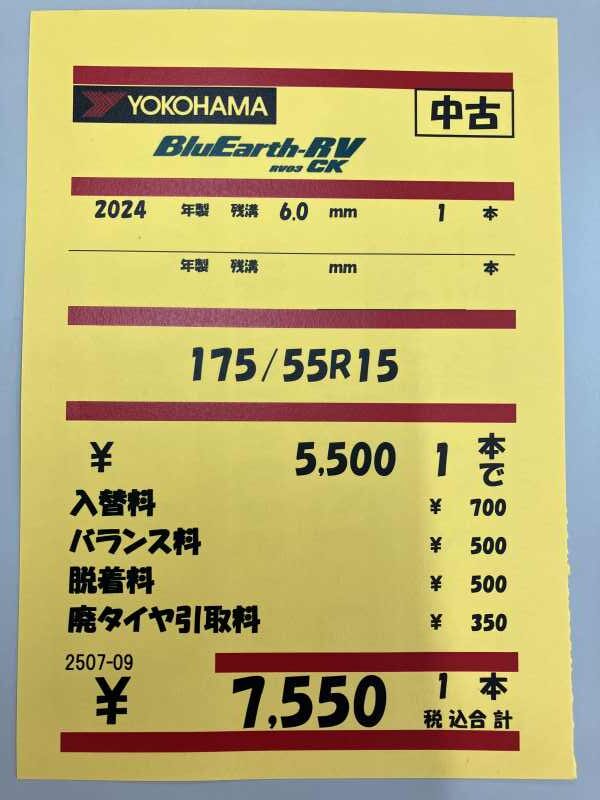 YOKOHAMA
中古
BluEarth-RV
RV03 CK
2024 年製 残溝 6.0 mm 1 本
年製 残溝 mm 本
175/55R15
¥ 5,500 1 本で
入替料 ¥ 700
バランス料 ¥ 500
脱着料 ¥ 500
廃タイヤ引取料 ¥ 350
2507-09
¥ 7,550 1 本
税込合計